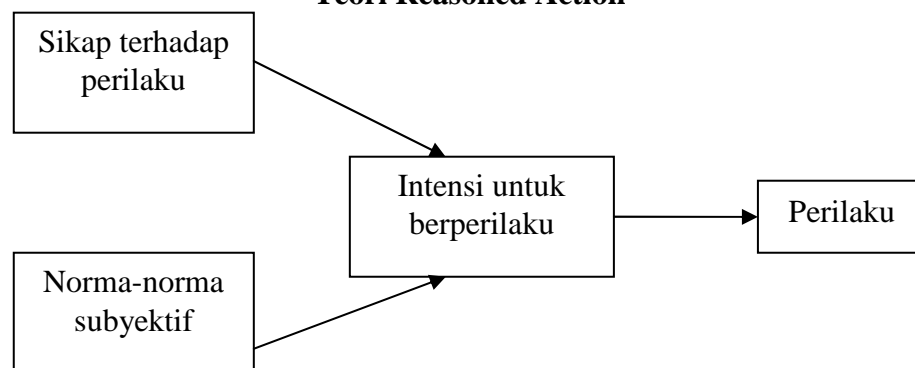 Teori Reasoned Action
Sikap terhadap
perilaku
Intensi untuk
berperilaku
Perilaku
Norma-norma
subyektif